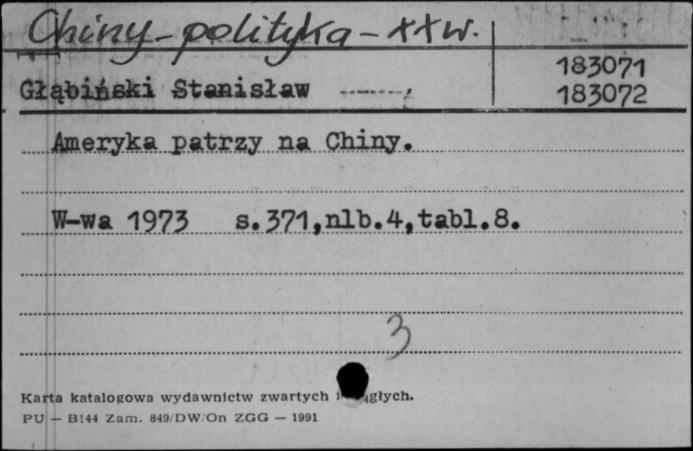 Chiny - polityka - XX w.
183071
Głąbiński Stanisław
183072
Ameryka patrzy na Chiny.
W-wa 1973 s.371,nlb.4,tabl.8.
3
Karta katalogowa wydawnictw zwartych
PU — B144 Zam. 849/DW/On ZGG — 1991